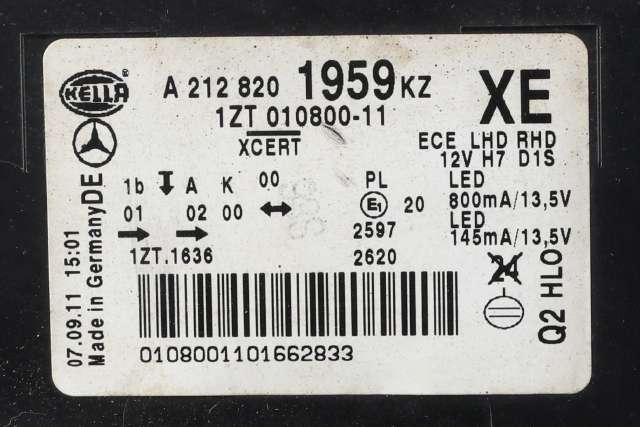 HELLA
A 212 820 1959 KZ
XE
1ZT 010800-11
XCERT
ECE LHD RHD
12V H7 D1S
1b A K 00
PL
LED
01 02 00
E1 20
800mA/13,5V
LED
2597
145mA/13,5V
1ZT.1636
2620
24
0108001101662833
07.09.11 15:01
Made in Germany DE
Q2 HLO